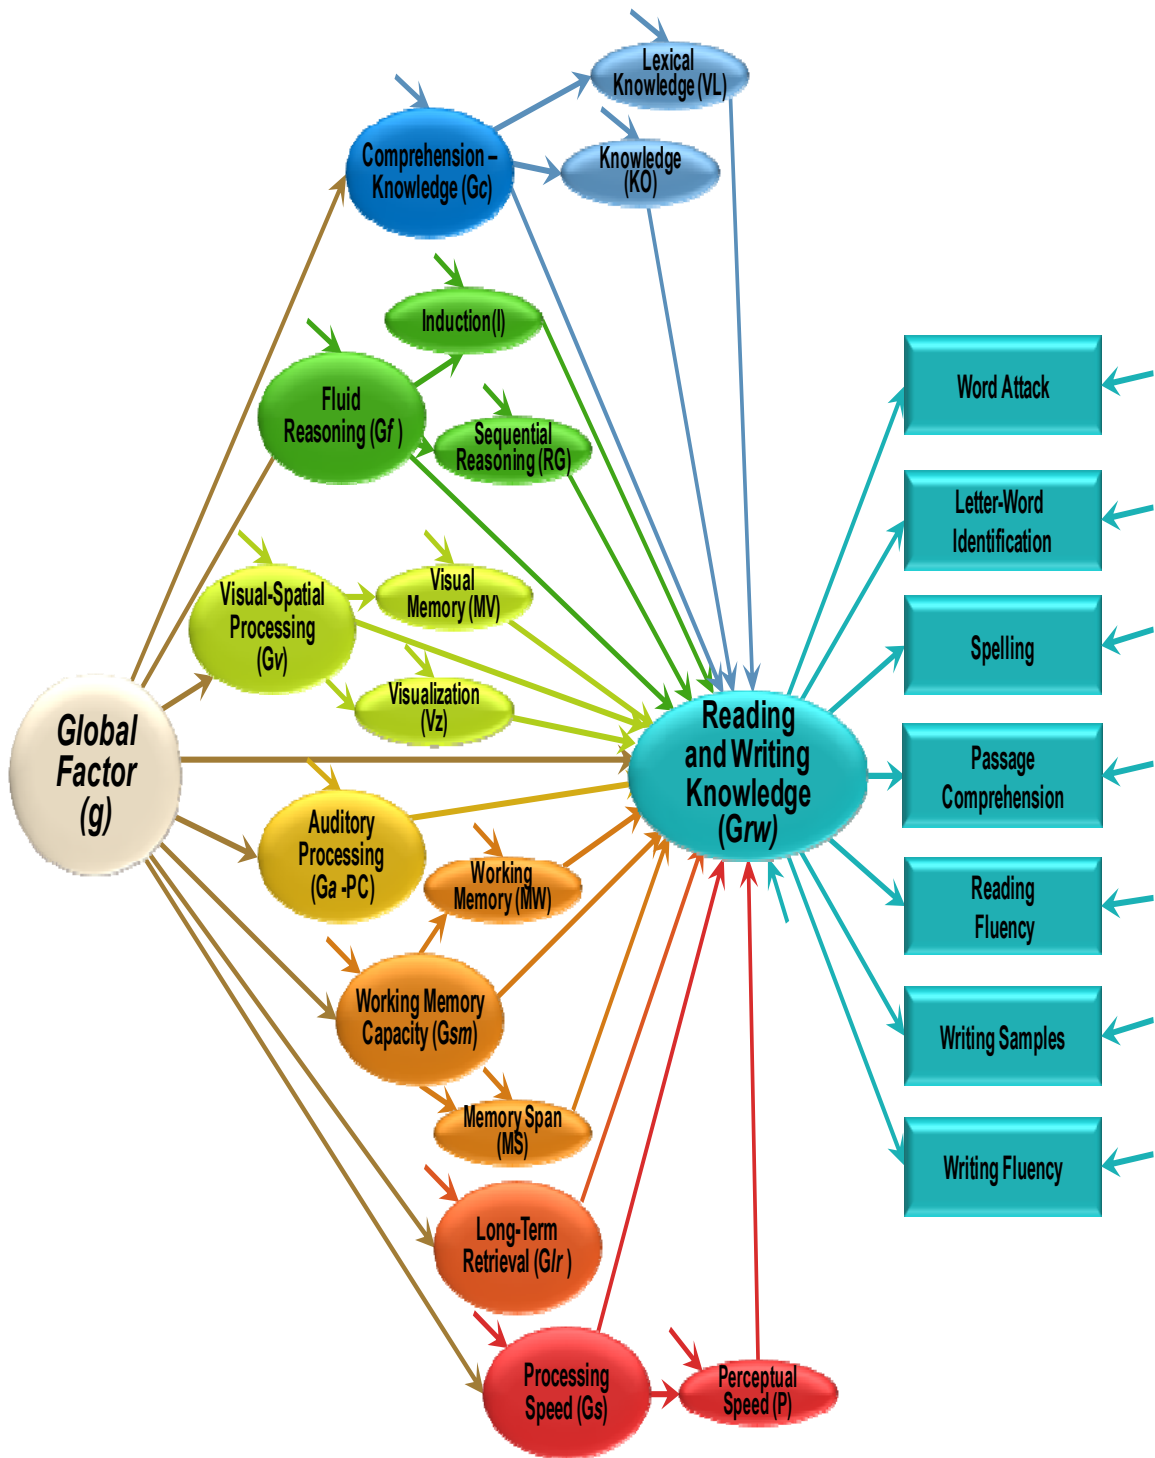 Lexical
Knowledge (VL)
Comprehension –
Knowledge (Gc)
Knowledge
(KO)
Induction(I)
Fluid
Reasoning (Gf )
Sequential
Reasoning (RG)
Word Attack
Letter-Word
Identification
Visual-Spatial
Processing
(Gv)
Visual
Memory (MV)
Spelling
Visualization
(Vz)
Global
Factor
(g)
Reading
and Writing
Knowledge
(Grw)
Passage
Comprehension
Auditory
Processing
(Ga -PC)
Working
Memory (MW)
Reading
Fluency
Working Memory
Capacity (Gsm)
Writing Samples
Memory Span
(MS)
Writing Fluency
Long-Term
Retrieval (Glr )
Processing
Speed (Gs)
Perceptual
Speed (P)